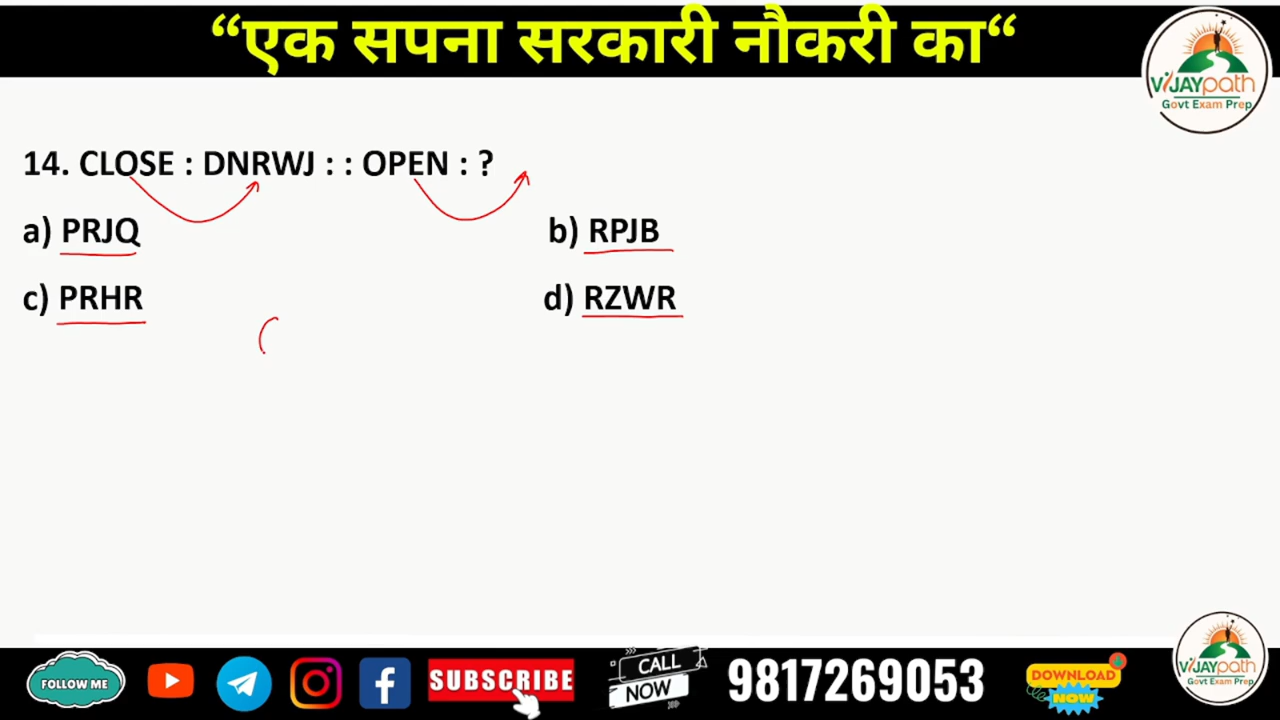 “एक सपना सरकारी नौकरी का“
VIJAYpath
Govt Exam Prep
14. CLOSE : DNRWJ : : OPEN : ?
a) PRJQ
b) RPJB
c) PRHR
d) RZWR
(
VIJAYpath
Govt Exam Prep
FOLLOW ME
SUBSCRIBE
CALL
NOW
9817269053
DOWNLOAD
NOW